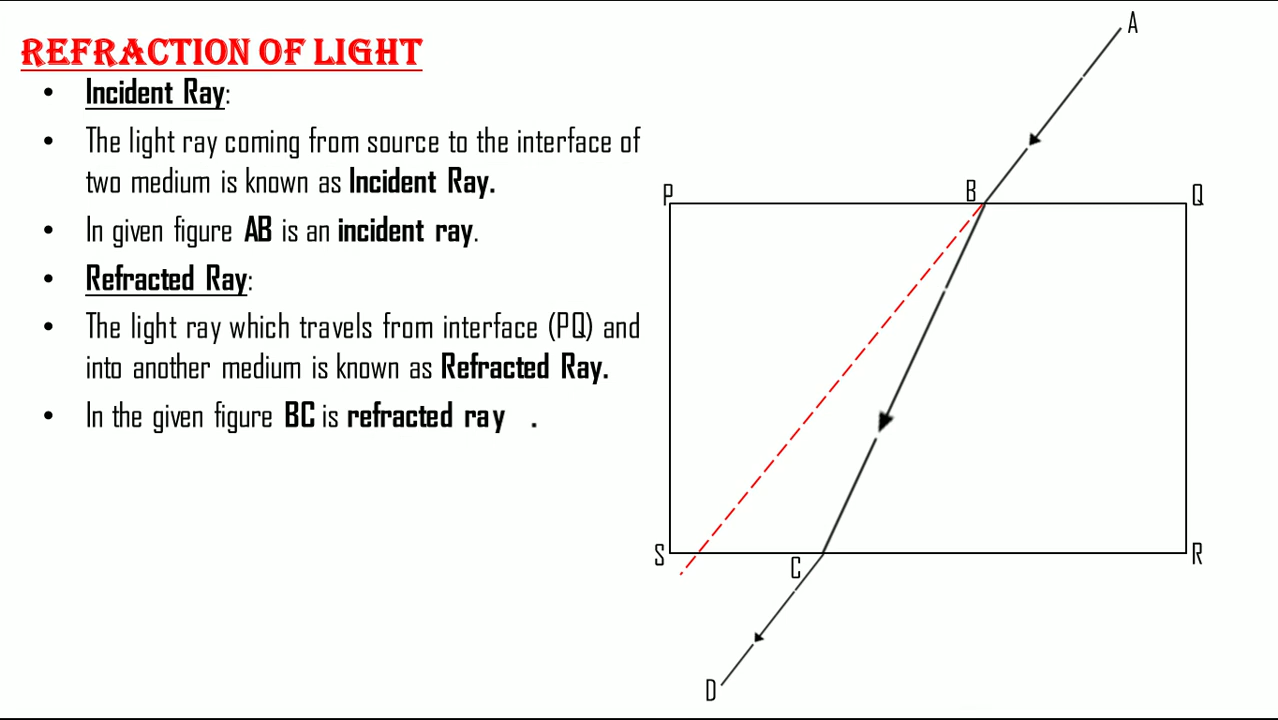 REFRACTION OF LIGHT
• Incident Ray:
• The light ray coming from source to the interface of
two medium is known as Incident Ray.
• In given figure AB is an incident ray.
• Refracted Ray:
• The light ray which travels from interface (PQ) and
into another medium is known as Refracted Ray.
• In the given figure BC is refracted ray .
A
P
B
Q
S
C
R
D